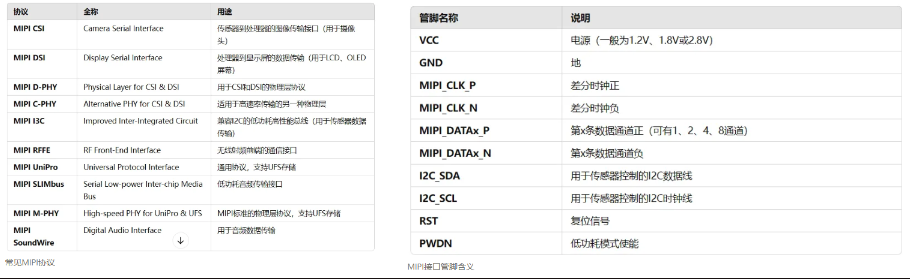 协议 全称 用途
MIPI CSI Camera Serial Interface 传感器到处理器的图像传输接口（用于摄像
头）
MIPI DSI Display Serial Interface 处理器到显示屏的数据传输（用于LCD、OLED
屏幕）
MIPI D-PHY Physical Layer for CSI & DSI 用于CSI和DSI的物理层协议
MIPI C-PHY Alternative PHY for CSI & DSI 适用于高速率传输的另一种物理层
MIPI I3C Improved Inter-Integrated Circuit 兼容I2C的低功耗高性能总线（用于传感器数据
传输）
MIPI RFFE RF Front-End Interface 无线射频前端的通信接口
MIPI UniPro Universal Protocol Interface 通用协议，支持UFS存储
MIPI SLIMbus Serial Low-power Inter-chip Media 低功耗音频传输接口
Bus
MIPI M-PHY High-speed PHY for UniPro & UFS MIPI标准的物理层协议，支持UFS存储
MIPI Digital Audio Interface 用于音频数据传输
SoundWire
常见MIPI协议
管脚名称 说明
VCC 电源（一般为1.2V、1.8V或2.8V）
GND 地
MIPI_CLK_P 差分时钟正
MIPI_CLK_N 差分时钟负
MIPI_DATAx_P 第x条数据通道正（可有1、2、4、8通道）
MIPI_DATAx_N 第x条数据通道负
I2C_SDA 用于传感器控制的I2C数据线
I2C_SCL 用于传感器控制的I2C时钟线
RST 复位信号
PWDN 低功耗模式使能
MIPI接口管脚含义